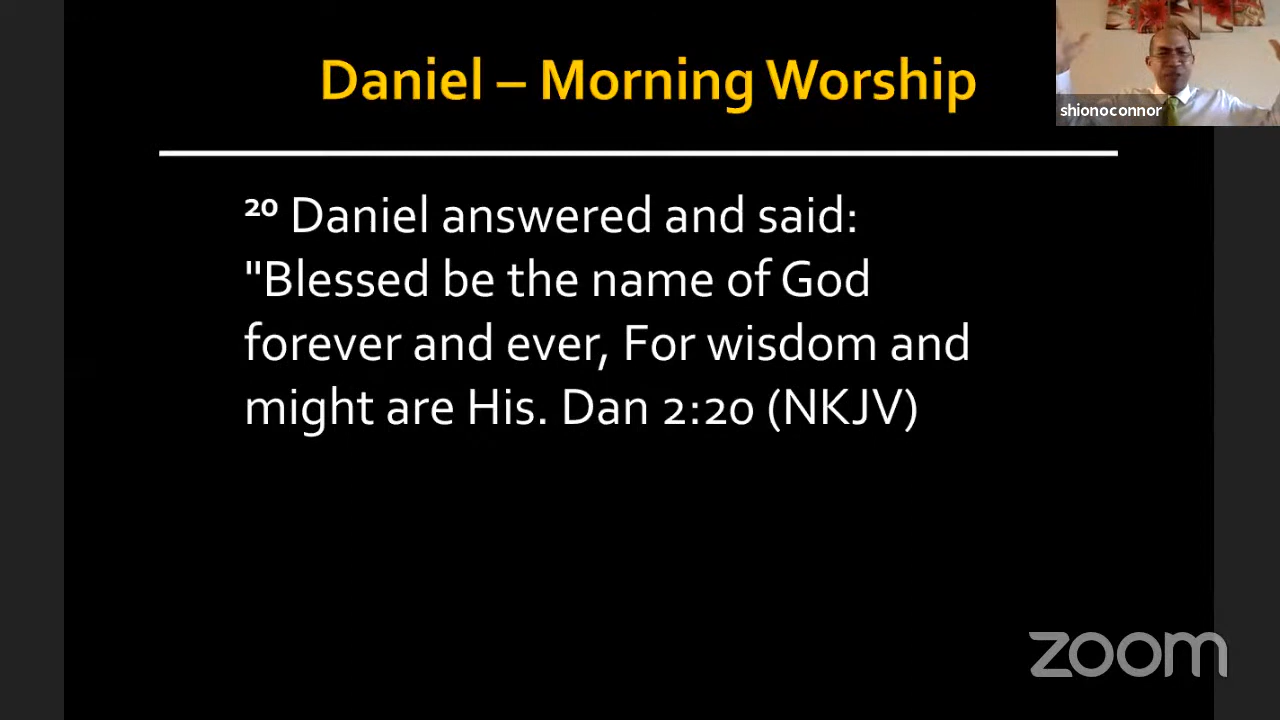 Daniel – Morning Worship
shionoconnor
20 Daniel answered and said:
"Blessed be the name of God
forever and ever, For wisdom and
might are His. Dan 2:20 (NKJV)
zoom